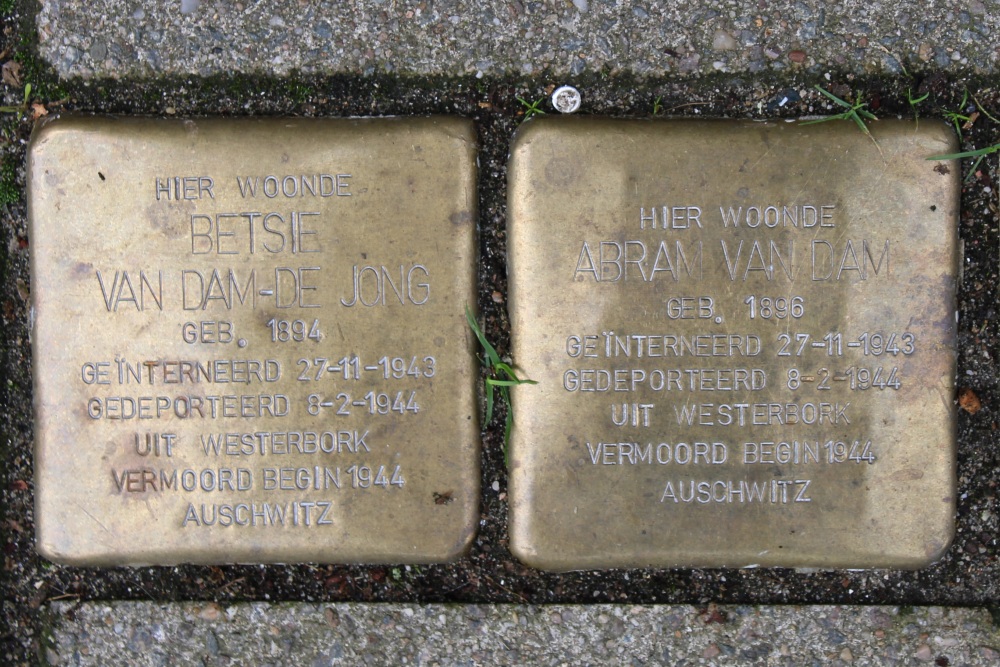 HIER WOONDE
BETSIE
VAN DAM-DE JONG
GEB. 1894
GEÏNTERNEERD 27-11-1943
GEDEPORTEERD 8-2-1944
UIT WESTERBORK
VERMOORD BEGIN 1944
AUSCHWITZ
HIER WOONDE
ABRAM VAN DAM
GEB. 1896
GEÏNTERNEERD 27-11-1943
GEDEPORTEERD 8-2-1944
UIT WESTERBORK
VERMOORD BEGIN 1944
AUSCHWITZ